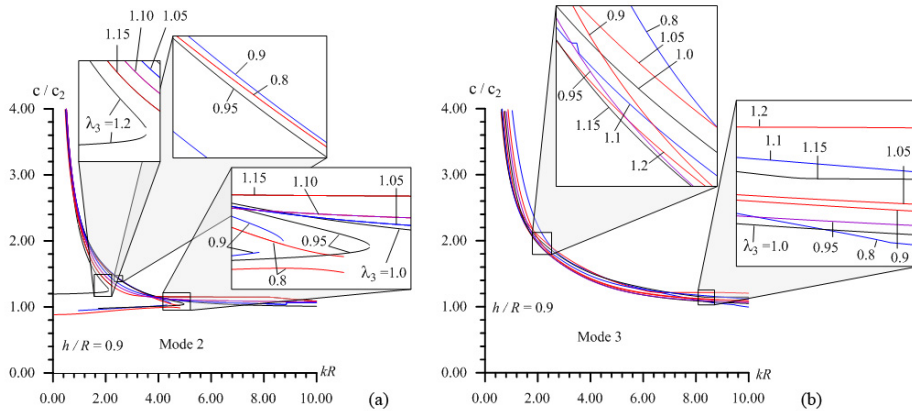 1.10 1.05
1.15
0.9
0.8
0.95
c / c₂
λ₃ =1.2
4.00
3.00
2.00
1.00
0.00
1.15 1.10 1.05
0.9
0.95
0.8
λ₃ =1.0
h / R = 0.9
Mode 2
0.00 2.00 4.00 6.00 8.00 10.00
kR
(a)
0.9
0.8
1.05
1.0
0.95
1.15
1.1
1.2
c / c₂
4.00
3.00
2.00
1.00
0.00
1.2
1.1
1.15
1.05
λ₃ =1.0
0.95
0.8
0.9
h / R = 0.9
Mode 3
0.00 2.00 4.00 6.00 8.00 10.00
kR
(b)